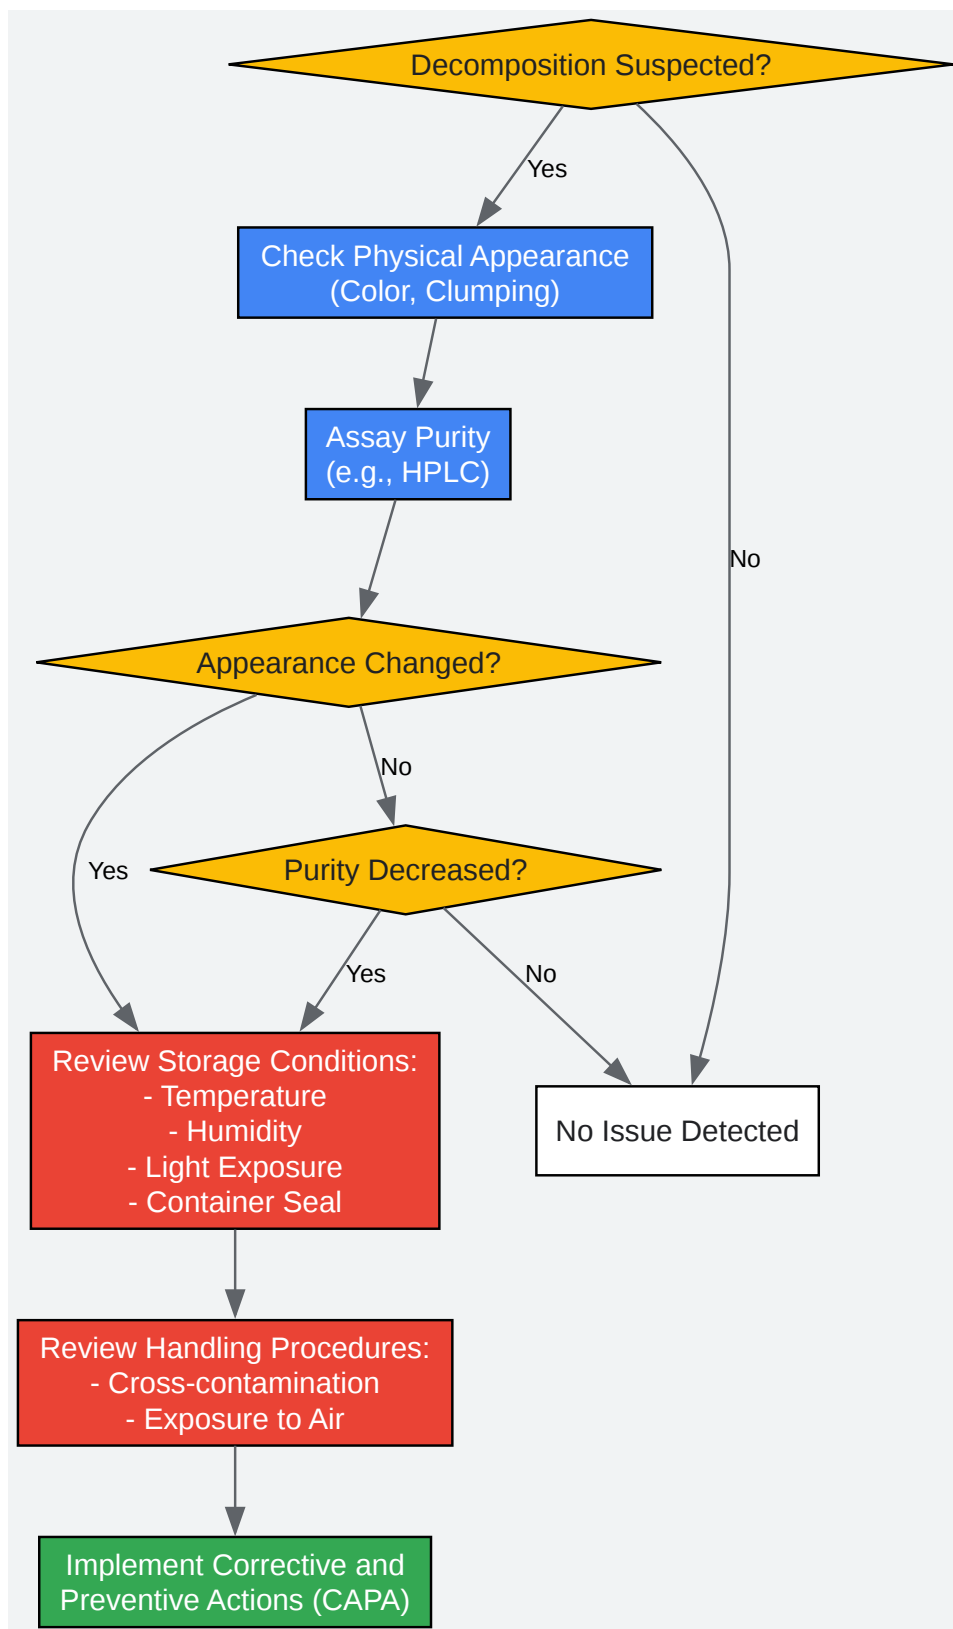 Decomposition Suspected?
Yes
Check Physical Appearance
(Color, Clumping)
Assay Purity
(e.g., HPLC)
No
Appearance Changed?
No
Yes
Purity Decreased?
Yes
No
Review Storage Conditions:
- Temperature
- Humidity
- Light Exposure
- Container Seal
No Issue Detected
Review Handling Procedures:
- Cross-contamination
- Exposure to Air
Implement Corrective and
Preventive Actions (CAPA)